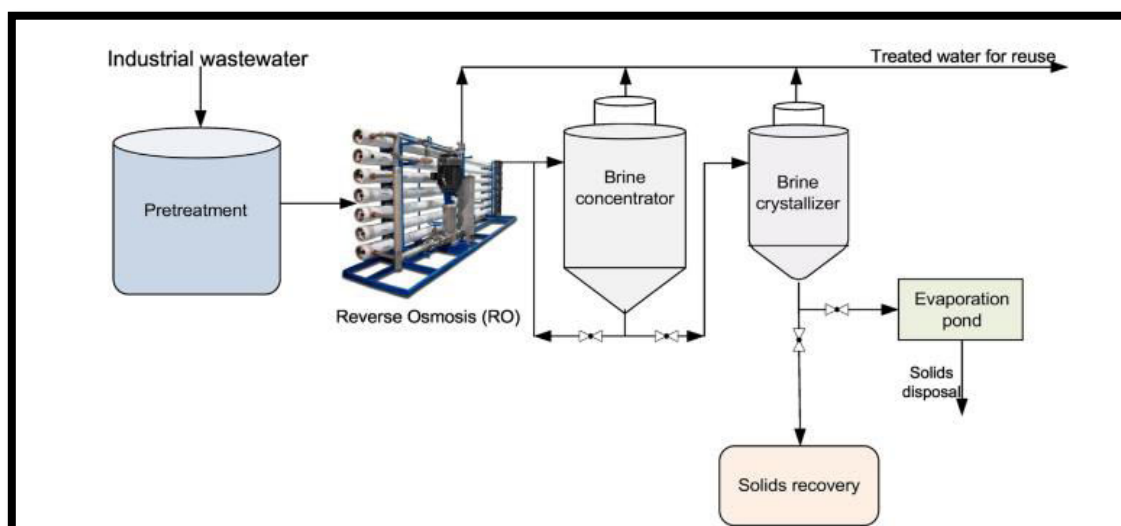 Industrial wastewater
Treated water for reuse
Pretreatment
Reverse Osmosis (RO)
Brine
concentrator
Brine
crystallizer
Evaporation
pond
Solids
disposal
Solids recovery